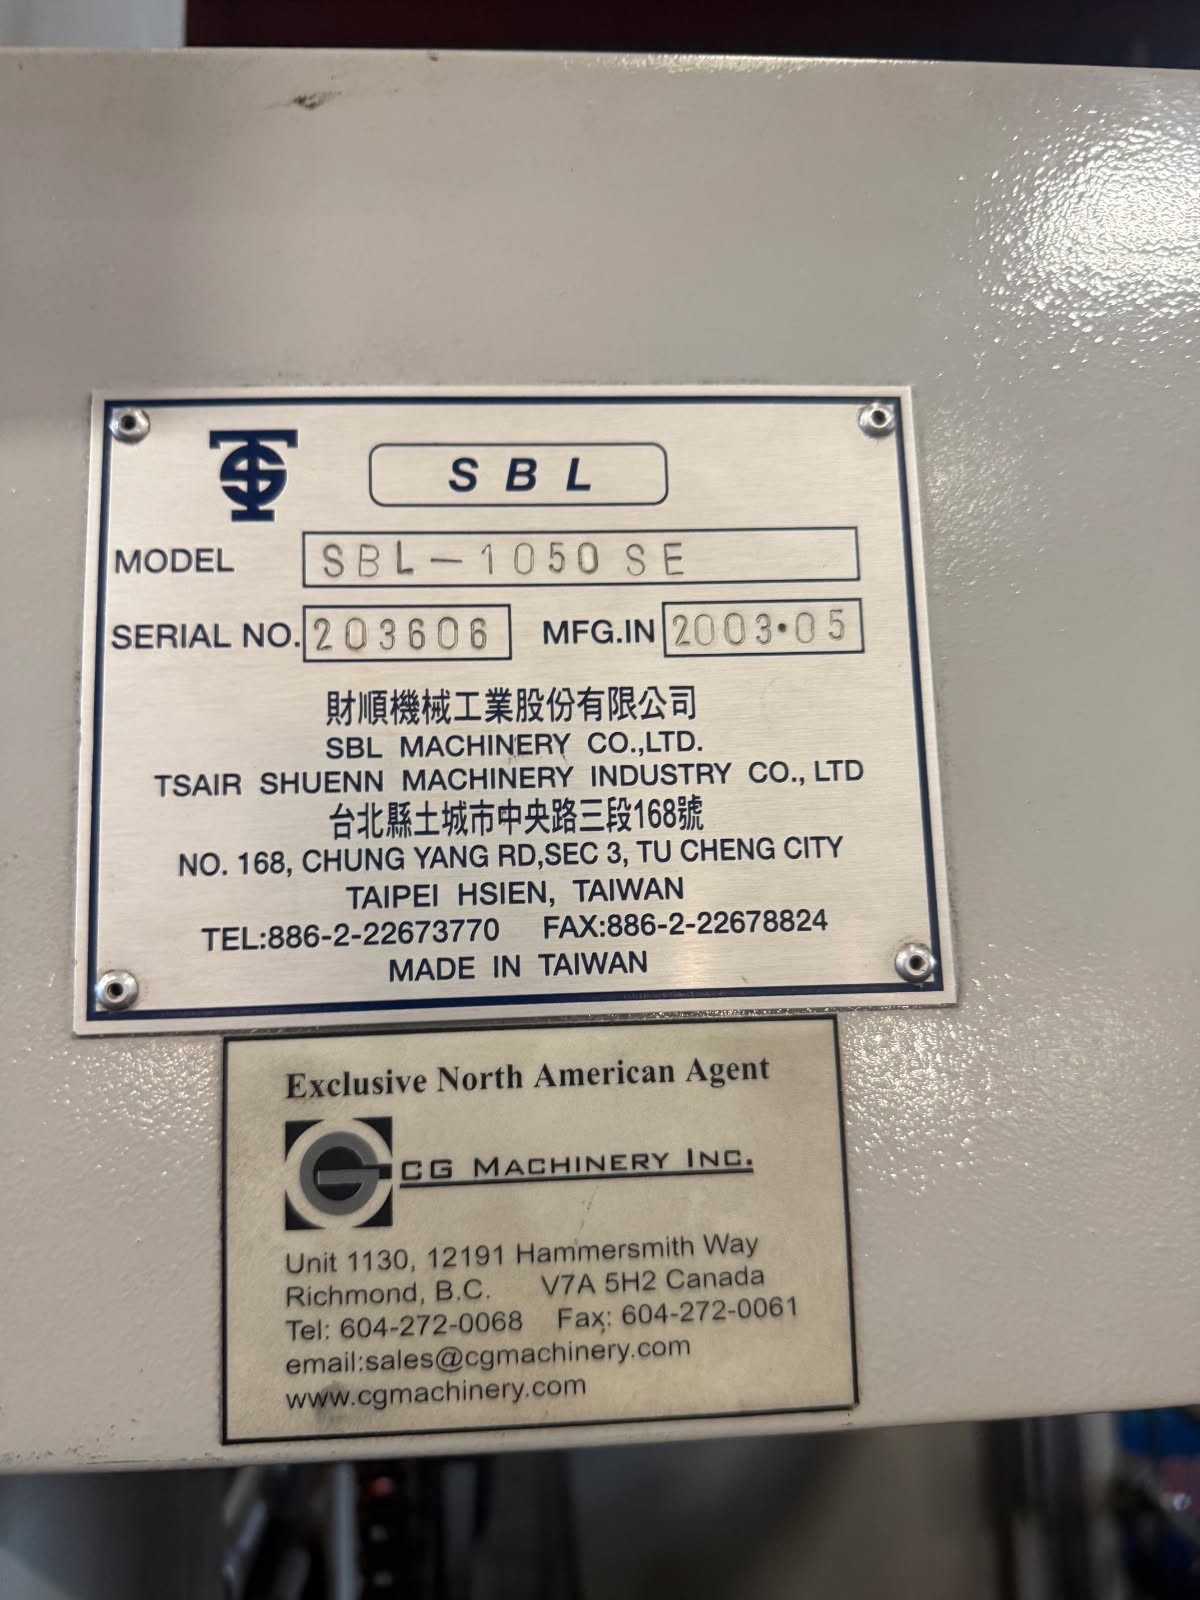 SBL
MODEL SBL-1050SE
SERIAL NO. 203606 MFG.IN 2003•05
財順機械工業股份有限公司
SBL MACHINERY CO.,LTD.
TSAIR SHUENN MACHINERY INDUSTRY CO., LTD
台北縣土城市中央路三段168號
NO. 168, CHUNG YANG RD,SEC 3, TU CHENG CITY
TAIPEI HSIEN, TAIWAN
TEL:886-2-22673770 FAX:886-2-22678824
MADE IN TAIWAN
Exclusive North American Agent
CG MACHINERY INC.
Unit 1130, 12191 Hammersmith Way
Richmond, B.C. V7A 5H2 Canada
Tel: 604-272-0068 Fax: 604-272-0061
email:sales@cgmachinery.com
www.cgmachinery.com